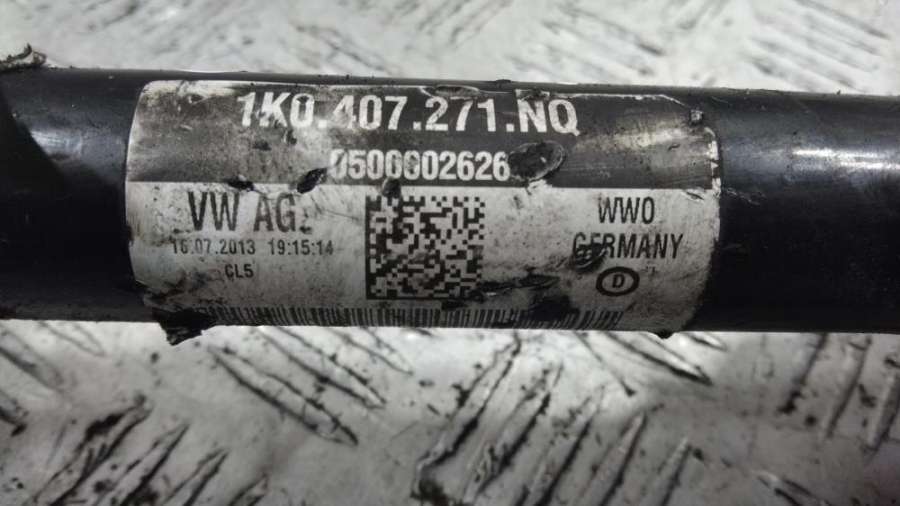 1K0.407.271.NQ
0500002626
VW AG.
16.07.2013 19:15:14
CL5
WWO
GERMANY
D